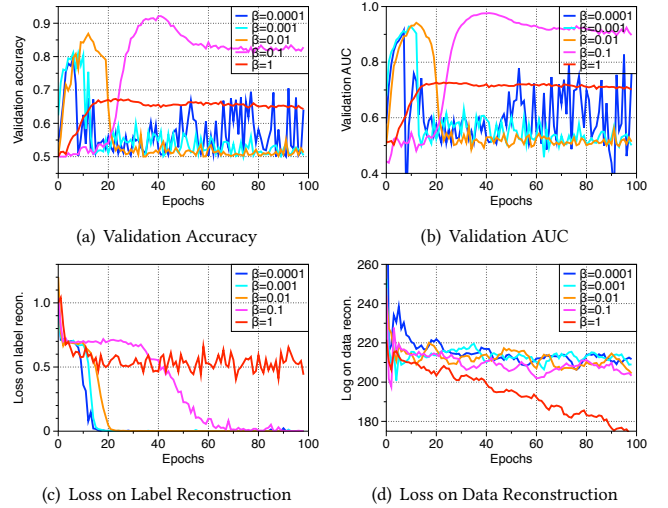 Validation accuracy
0.9
0.8
0.7
0.6
0.5
β=0.0001
β=0.001
β=0.01
β=0.1
β=1
0 20 40 60 80 100
Epochs
(a) Validation Accuracy
Validation AUC
1.0
0.8
0.6
0.4
β=0.0001
β=0.001
β=0.01
β=0.1
β=1
0 20 40 60 80 100
Epochs
(b) Validation AUC
Loss on label recon.
1.0
0.5
0
β=0.0001
β=0.001
β=0.01
β=0.1
β=1
0 20 40 60 80 100
Epochs
(c) Loss on Label Reconstruction
Log on data recon.
260
240
220
200
180
β=0.0001
β=0.001
β=0.01
β=0.1
β=1
0 20 40 60 80 100
Epochs
(d) Loss on Data Reconstruction